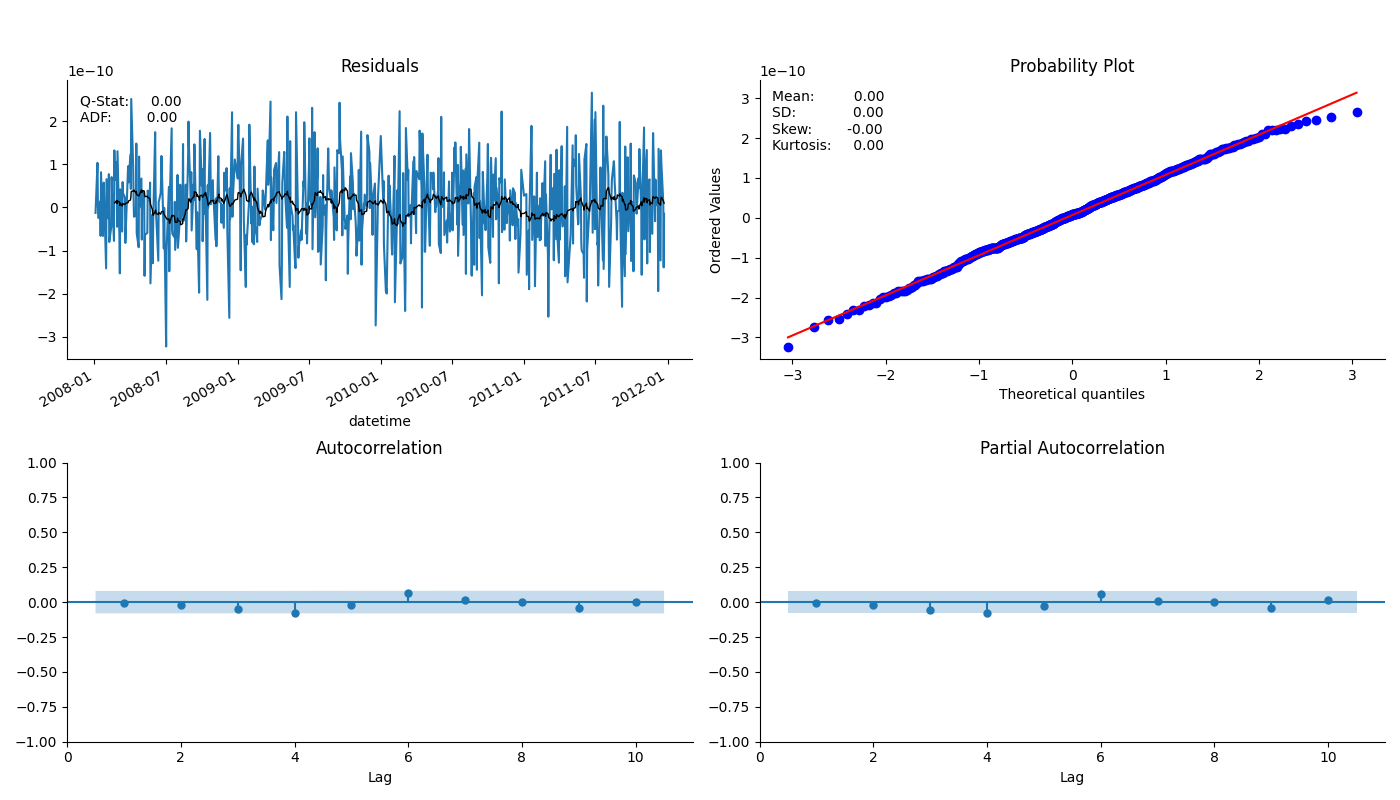 Residuals
1e−10
Q-Stat: 0.00
ADF: 0.00
2
1
0
−1
−2
−3
2008-01 2008-07 2009-01 2009-07 2010-01 2010-07 2011-01 2011-07 2012-01
datetime
Probability Plot
1e−10
Mean: 0.00
SD: 0.00
Skew: -0.00
Kurtosis: 0.00
Ordered Values
3
2
1
0
−1
−2
−3
−3 −2 −1 0 1 2 3
Theoretical quantiles
Autocorrelation
1.00
0.75
0.50
0.25
0.00
−0.25
−0.50
−0.75
−1.00
0 2 4 6 8 10
Lag
Partial Autocorrelation
1.00
0.75
0.50
0.25
0.00
−0.25
−0.50
−0.75
−1.00
0 2 4 6 8 10
Lag